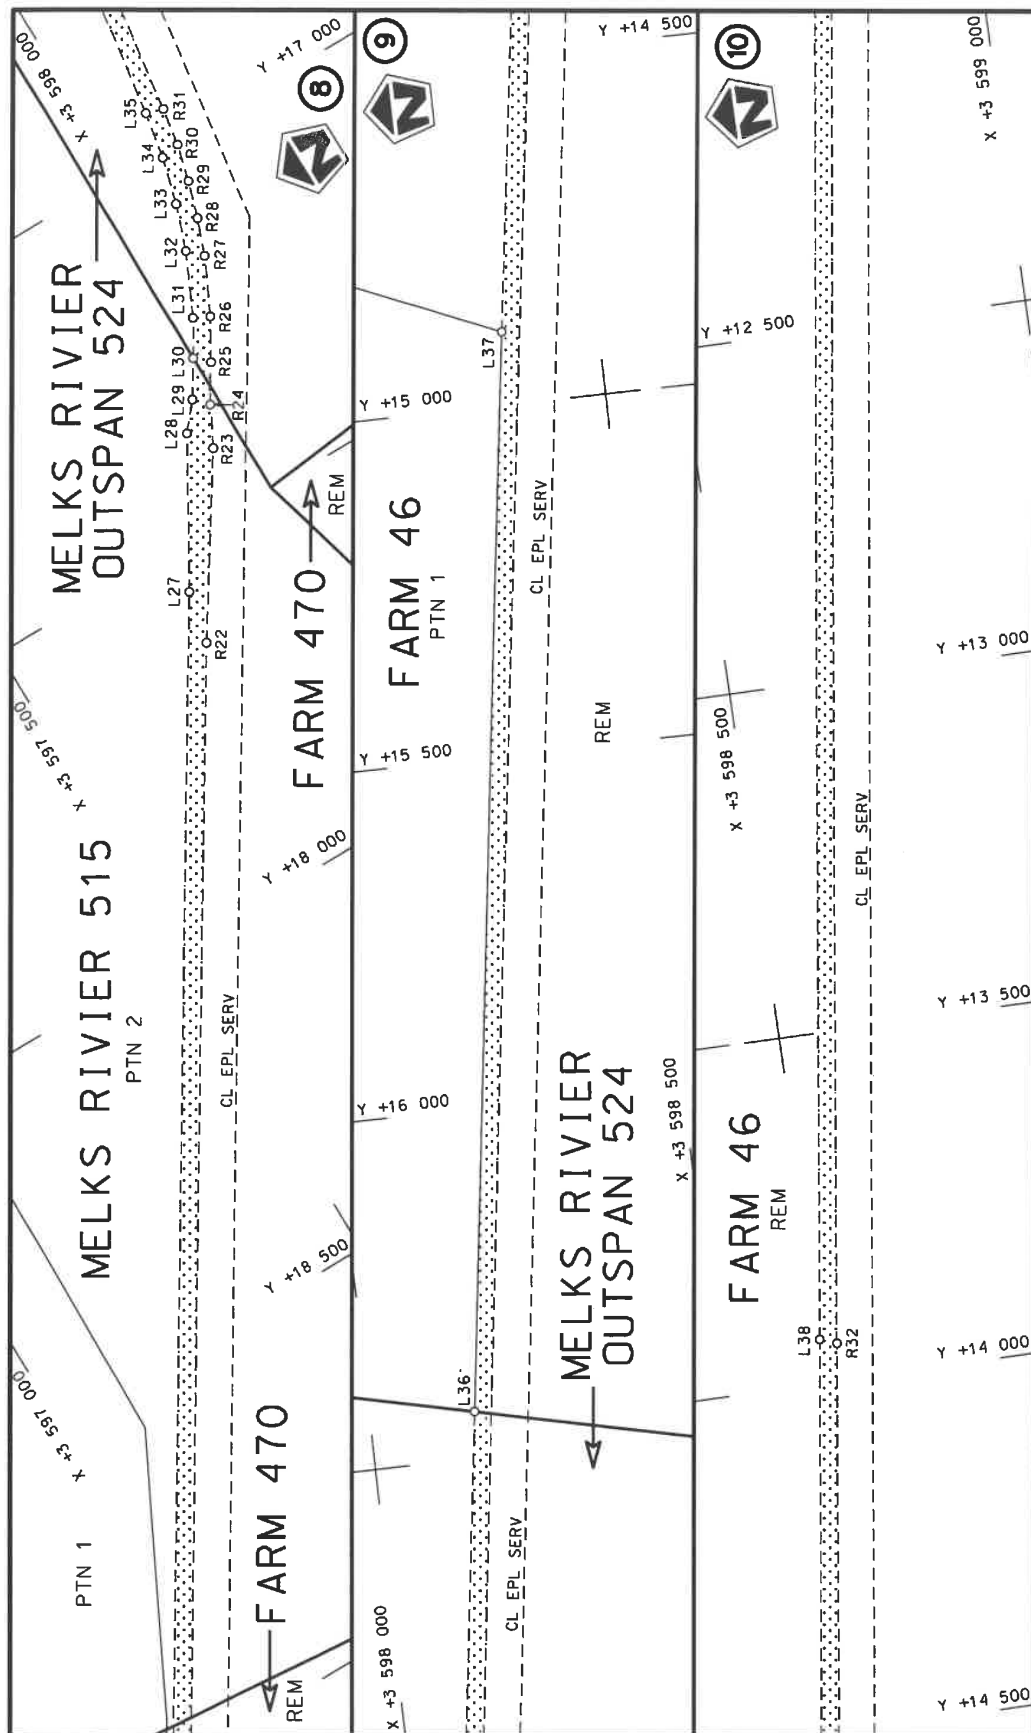 8
N
Y +17 000
X +3 598 000
MELKS RIVIER
OUTSPAN 524
L35
L34
L33
L32
L31
L30
L29
L28
L27
R31
R30
R29
R28
R27
R26
R25
R24
R23
R22
REM
FARM 470
X +3 597 500
Y +18 000
MELKS RIVIER 515
PTN 2
CL EPL SERV
Y +18 500
X +3 597 000
PTN 1
FARM 470
REM
9
N
Y +14 500
L37
Y +15 000
FARM 46
PTN 1
CL EPL SERV
REM
Y +15 500
Y +16 000
X +3 598 500
MELKS RIVIER
OUTSPAN 524
L36
CL EPL SERV
X +3 598 000
10
N
X +3 599 000
Y +12 500
Y +13 000
X +3 598 500
CL EPL SERV
Y +13 500
FARM 46
REM
L38
R32
Y +14 000
Y +14 500